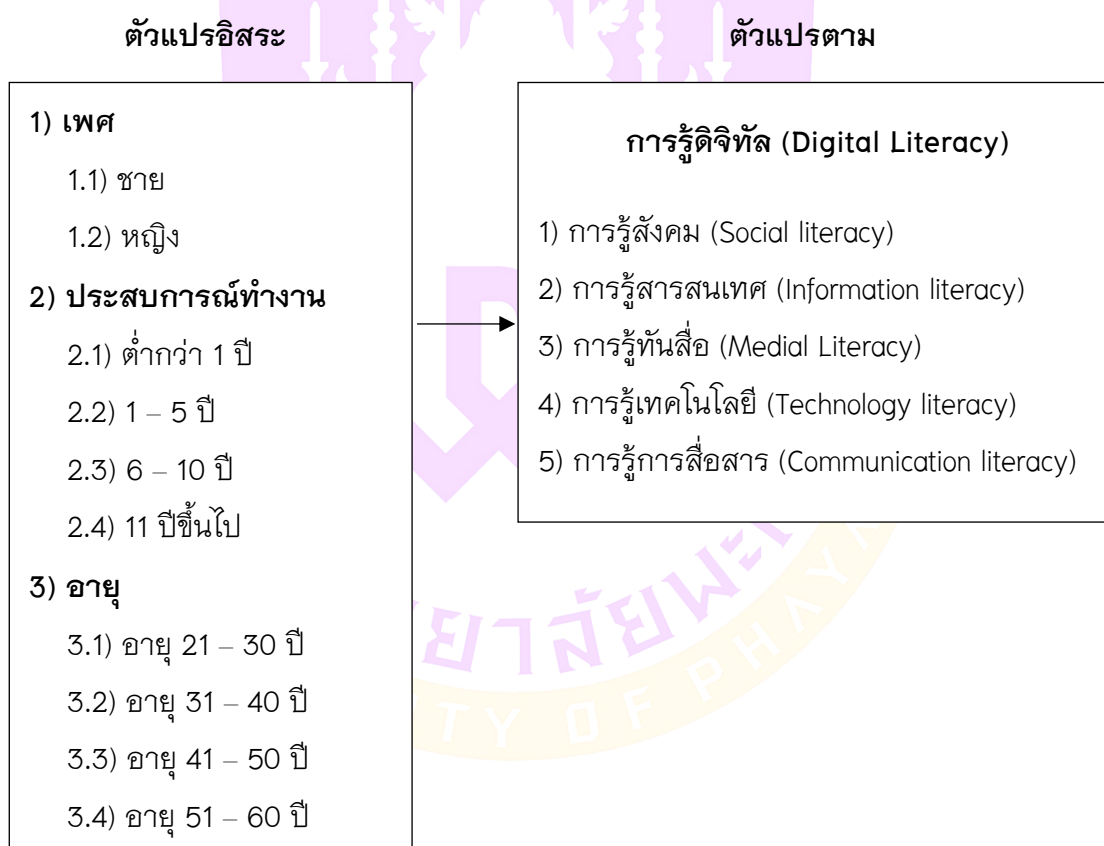 ตัวแปรอิสระ
ตัวแปรตาม
1) เพศ
1.1) ชาย
1.2) หญิง
2) ประสบการณ์ทำงาน
2.1) ต่ำกว่า 1 ปี
2.2) 1 – 5 ปี
2.3) 6 – 10 ปี
2.4) 11 ปีขึ้นไป
3) อายุ
3.1) อายุ 21 – 30 ปี
3.2) อายุ 31 – 40 ปี
3.3) อายุ 41 – 50 ปี
3.4) อายุ 51 – 60 ปี
การรู้ดิจิทัล (Digital Literacy)
1) การรู้สังคม (Social literacy)
2) การรู้สารสนเทศ (Information literacy)
3) การรู้ทันสื่อ (Medial Literacy)
4) การรู้เทคโนโลยี (Technology literacy)
5) การรู้การสื่อสาร (Communication literacy)